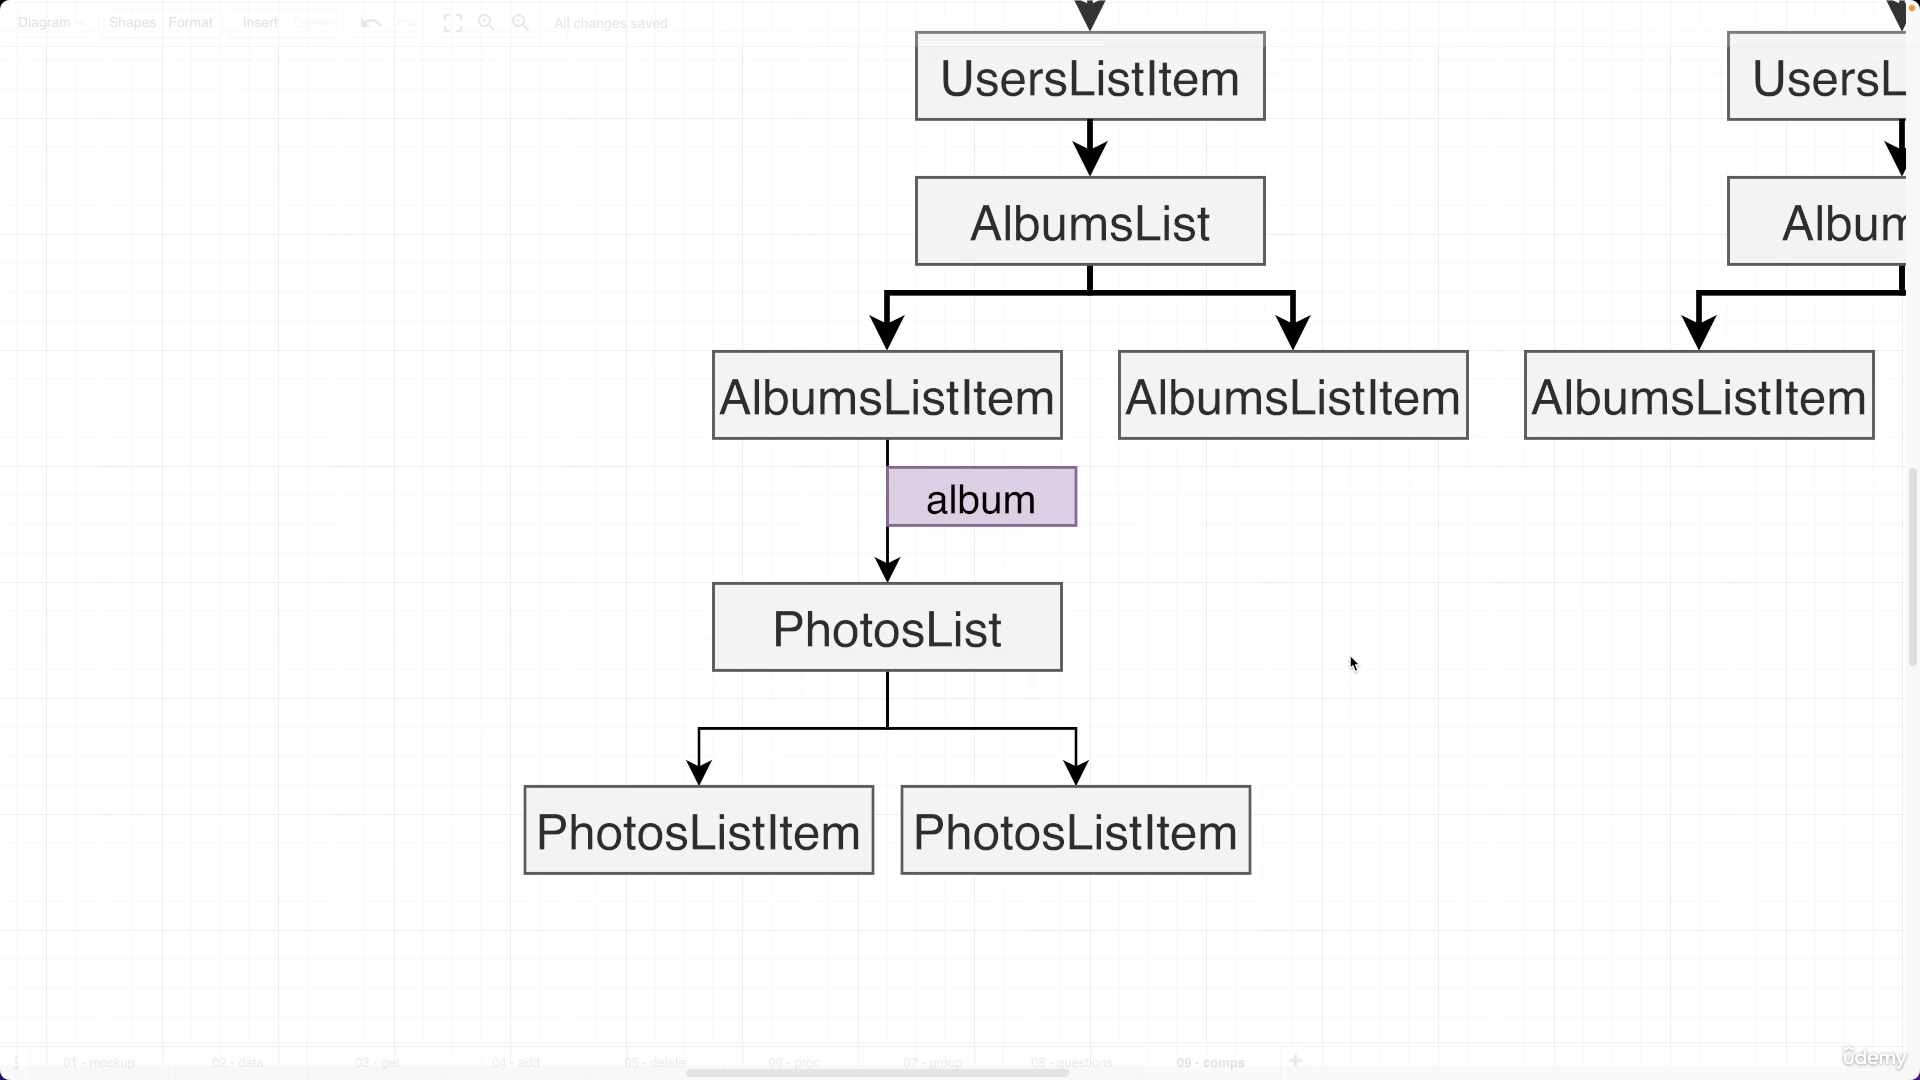 Diagram Shapes Format Insert Delete All changes saved
UsersListItem UsersL
AlbumsList Album
AlbumsListItem AlbumsListItem AlbumsListItem
album
PhotosList
PhotosListItem PhotosListItem
01 - mockup 02 - data 03 - get 04 - add 05 - delete 06 - proc 07 - group 08 - questions 09 - comps
ûdemy